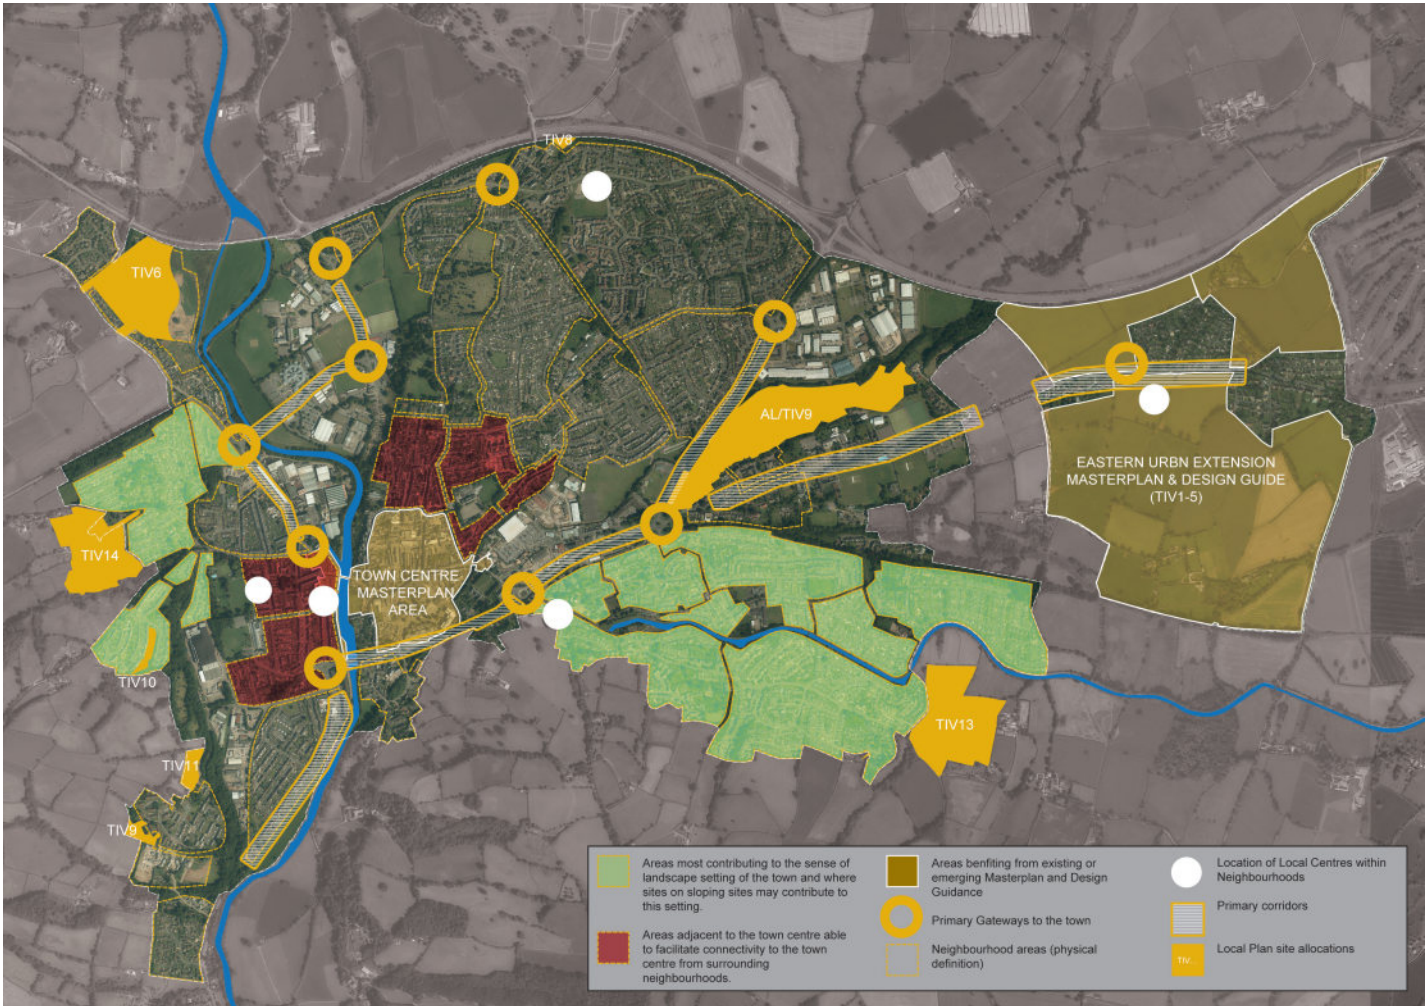 TIV8
TIV6
AL/TIV9
EASTERN URBN EXTENSION
MASTERPLAN & DESIGN GUIDE
(TIV1-5)
TIV14
TOWN CENTRE
MASTERPLAN
AREA
TIV10
TIV13
TIV11
TIV9
Areas most contributing to the sense of
landscape setting of the town and where
sites on sloping sites may contribute to
this setting.
Areas adjacent to the town centre able
to facilitate connectivity to the town
centre from surrounding
neighbourhoods.
Areas benfiting from existing or
emerging Masterplan and Design
Guidance
Primary Gateways to the town
Neighbourhood areas (physical
definition)
Location of Local Centres within
Neighbourhoods
Primary corridors
TIV...
Local Plan site allocations